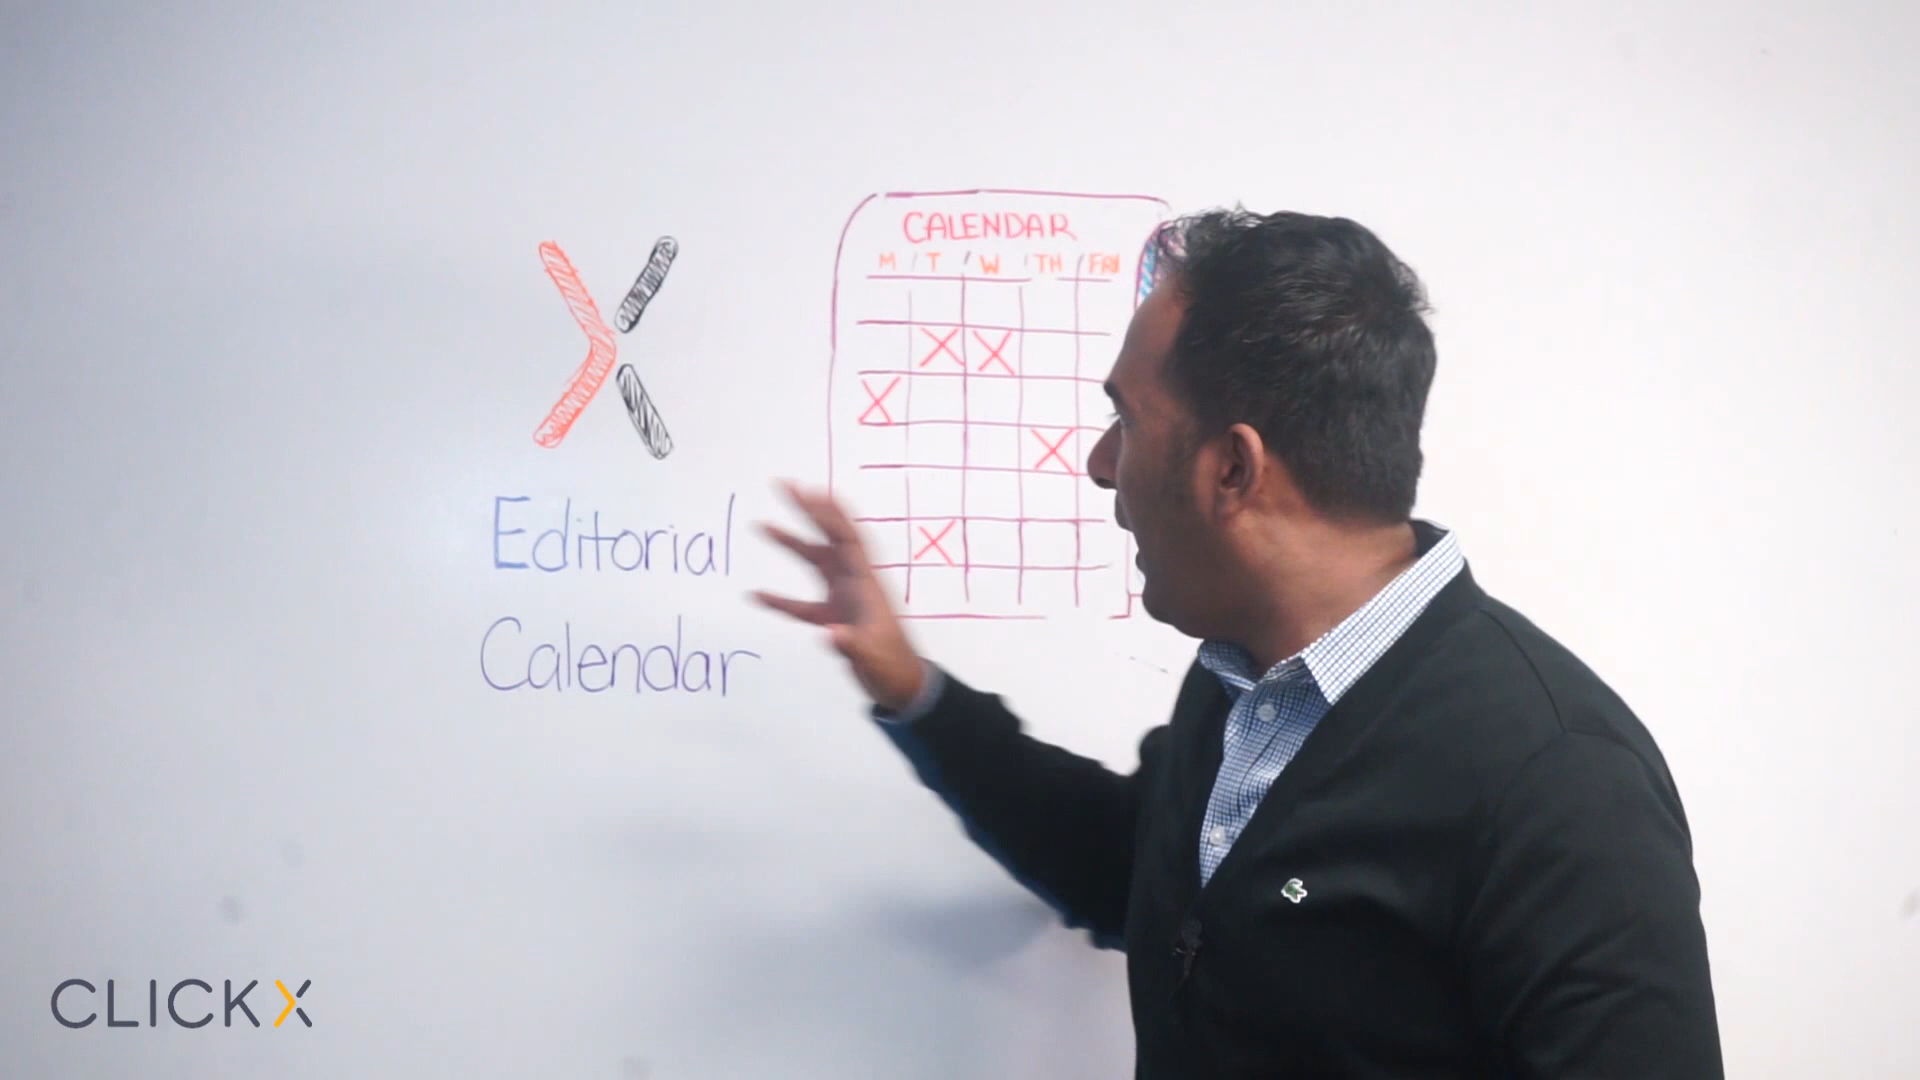 CALENDAR
M T W TH FRI
X X
X
X
X
Editorial
Calendar
CLICKX